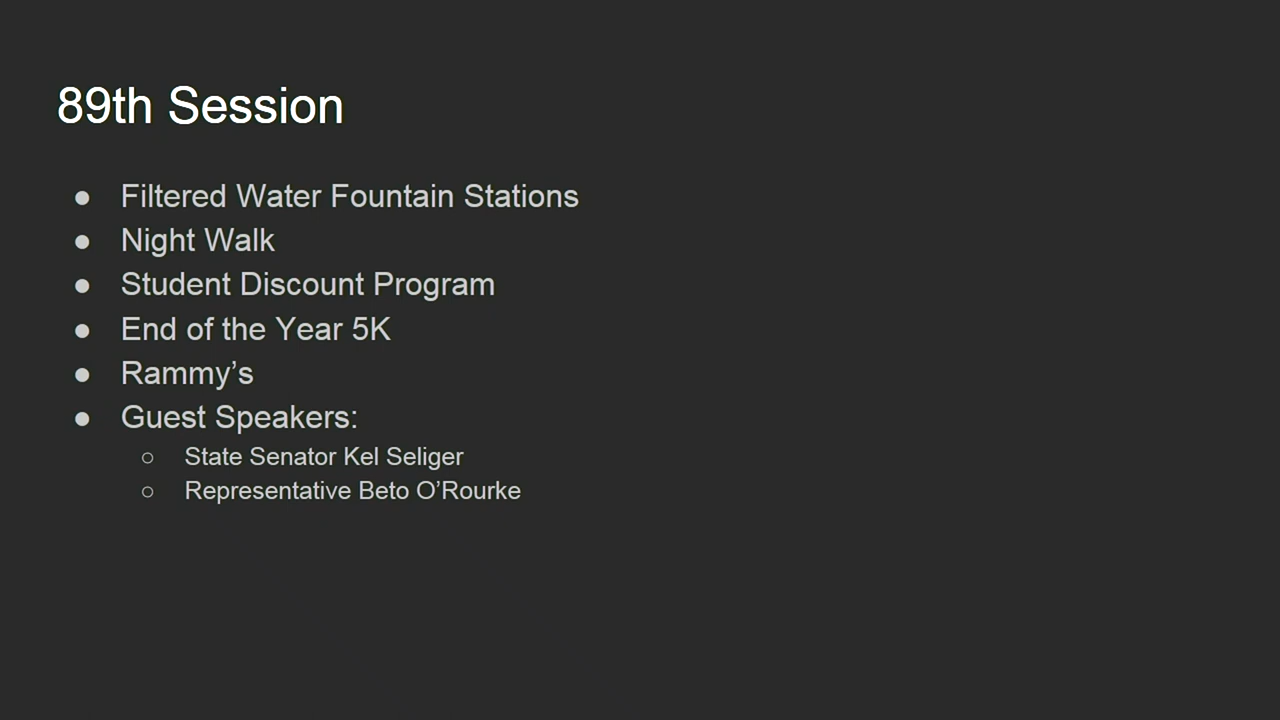 89th Session
● Filtered Water Fountain Stations
● Night Walk
● Student Discount Program
● End of the Year 5K
● Rammy’s
● Guest Speakers:
○ State Senator Kel Seliger
○ Representative Beto O’Rourke